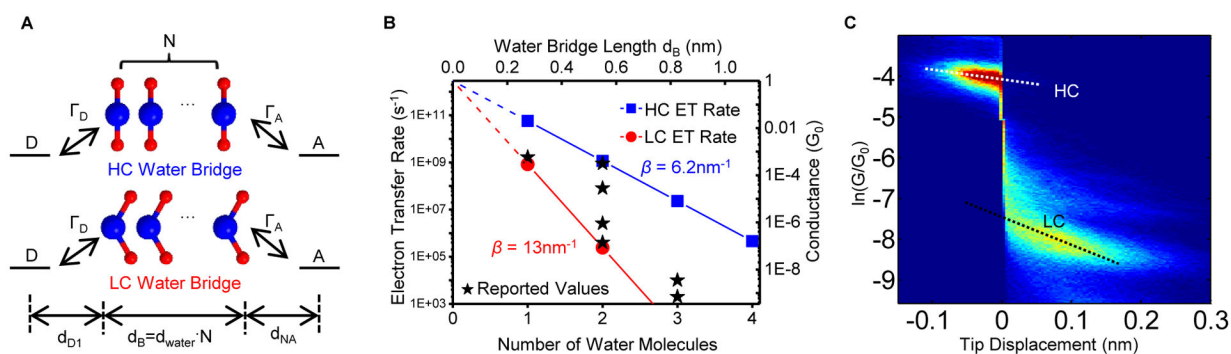 A
N
...
Γ_D
Γ_A
D
A
HC Water Bridge
...
Γ_D
Γ_A
D
A
LC Water Bridge
d_D1
d_B=d_water·N
d_NA
B
Water Bridge Length d_B (nm)
0.0 0.2 0.4 0.6 0.8 1.0
Electron Transfer Rate (s⁻¹)
1E+11
1E+09
1E+07
1E+05
1E+03
HC ET Rate
LC ET Rate
β = 6.2nm⁻¹
β = 13nm⁻¹
Reported Values
1
0.01
1E-4
1E-6
1E-8
Conductance (G₀)
0 1 2 3 4
Number of Water Molecules
C
ln(G/G₀)
-4
-5
-6
-7
-8
-9
HC
LC
-0.1 0 0.1 0.2 0.3
Tip Displacement (nm)